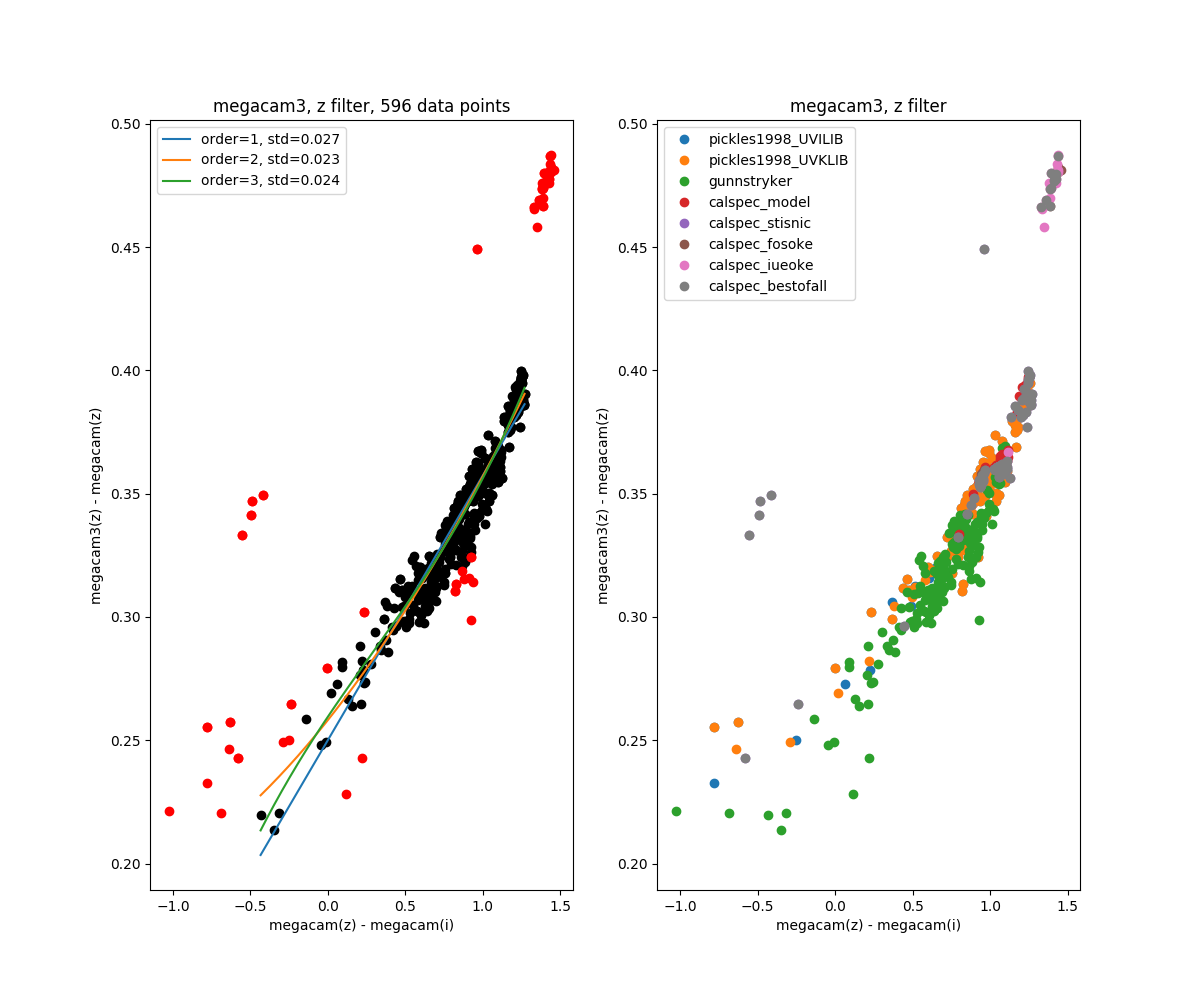 megacam3, z filter, 596 data points
order=1, std=0.027
order=2, std=0.023
order=3, std=0.024
0.50
0.45
0.40
0.35
0.30
0.25
0.20
megacam3(z) - megacam(z)
−1.0 −0.5 0.0 0.5 1.0 1.5
megacam(z) - megacam(i)
megacam3, z filter
pickles1998_UVILIB
pickles1998_UVKLIB
gunnstryker
calspec_model
calspec_stisnic
calspec_fosoke
calspec_iueoke
calspec_bestofall
0.50
0.45
0.40
0.35
0.30
0.25
0.20
megacam3(z) - megacam(z)
−1.0 −0.5 0.0 0.5 1.0 1.5
megacam(z) - megacam(i)